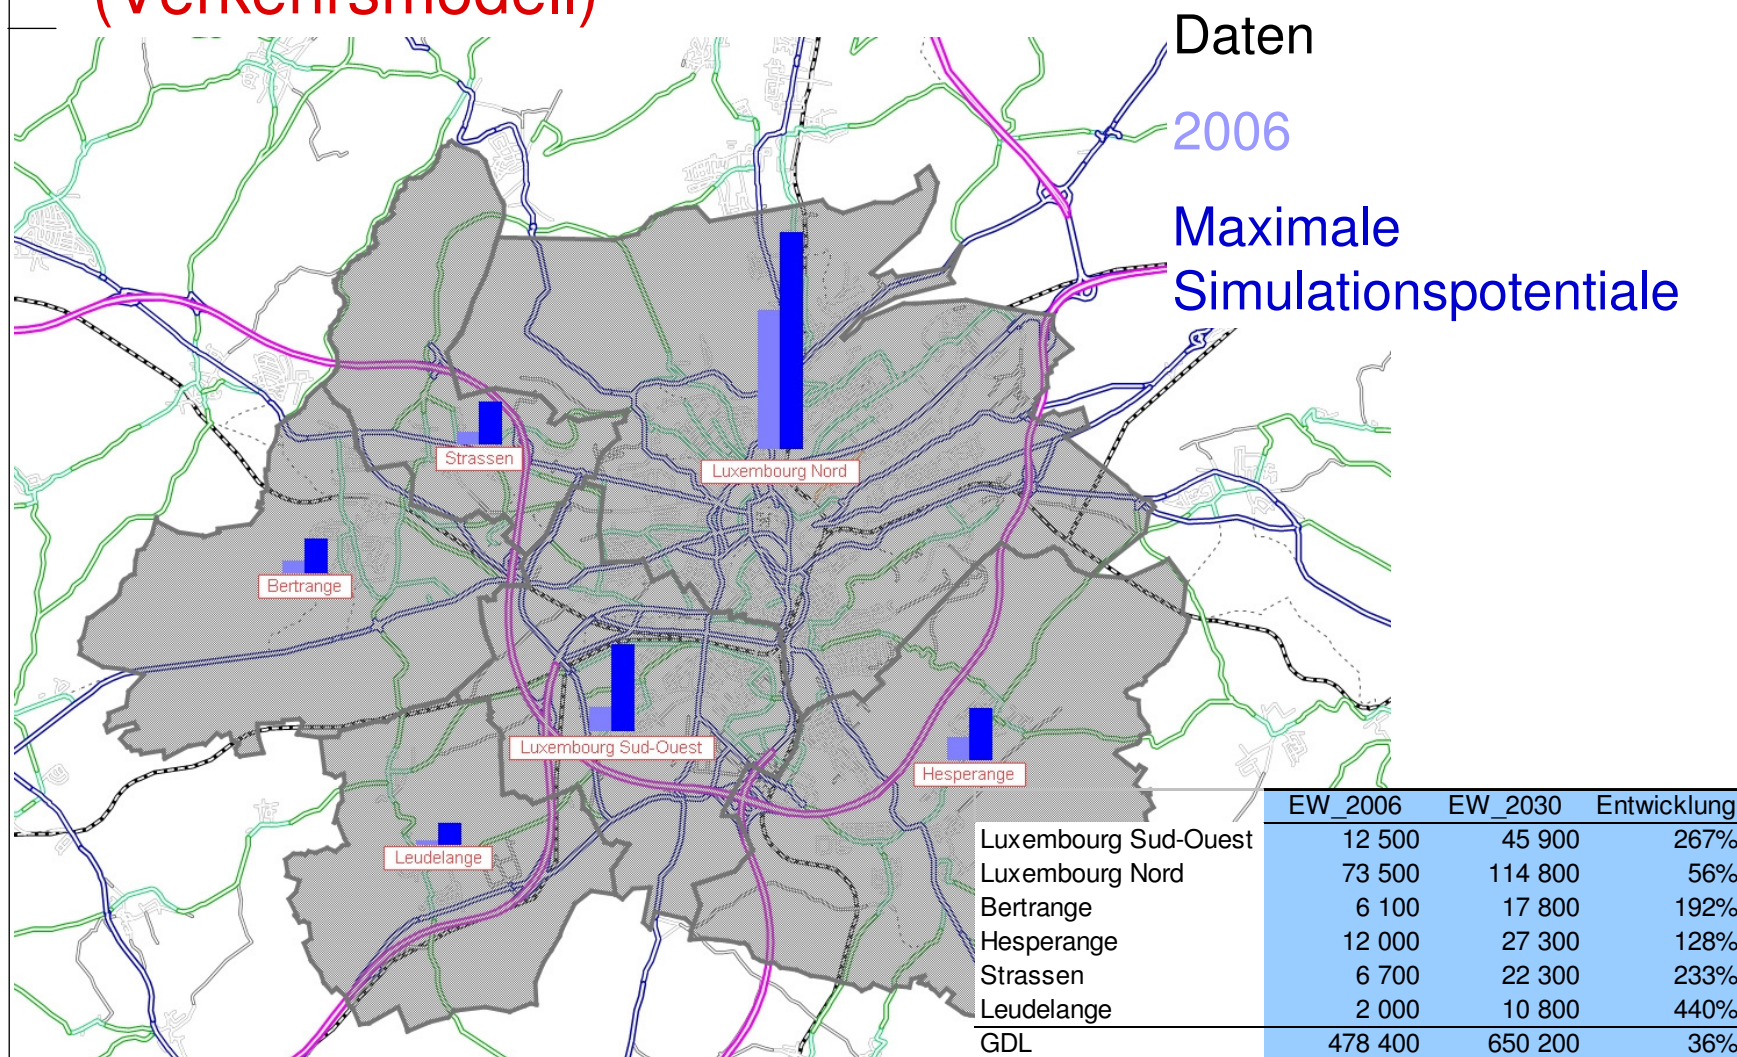 (Verkehrsmodell)
Daten
2006
Maximale
Simulationspotentiale
Strassen
Luxembourg Nord
Bertrange
Luxembourg Sud-Ouest
Hesperange
Leudelange
EW_2006 EW_2030 Entwicklung
Luxembourg Sud-Ouest 12 500 45 900 267%
Luxembourg Nord 73 500 114 800 56%
Bertrange 6 100 17 800 192%
Hesperange 12 000 27 300 128%
Strassen 6 700 22 300 233%
Leudelange 2 000 10 800 440%
GDL 478 400 650 200 36%